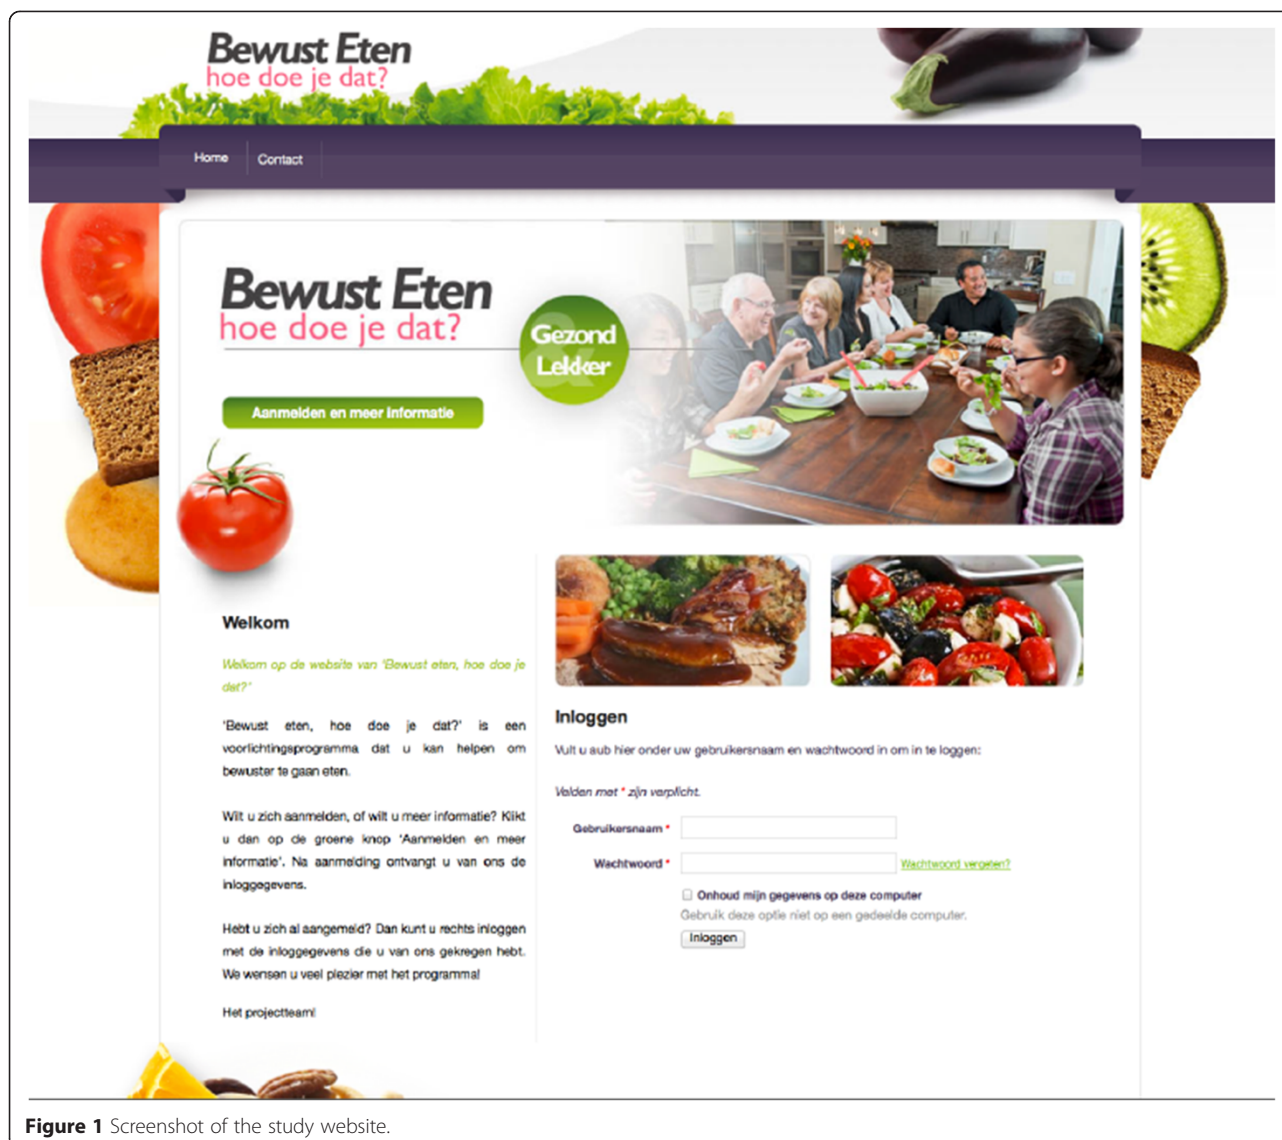 Bewust Eten
hoe doe je dat?
Home
Contact
Bewust Eten
hoe doe je dat?
Gezond
&
Lekker
Aanmelden en meer informatie
Welkom
Welkom op de website van 'Bewust eten, hoe doe je
dat?'
'Bewust eten, hoe doe je dat?' is een
voorlichtingsprogramma dat u kan helpen om
bewuster te gaan eten.
Wilt u zich aanmelden, of wilt u meer informatie? Klikt
u dan op de groene knop 'Aanmelden en meer
informatie'. Na aanmelding ontvangt u van ons de
inloggegevens.
Hebt u zich al aangemeld? Dan kunt u rechts inloggen
met de inloggegevens die u van ons gekregen hebt.
We wensen u veel plezier met het programma!
Het projectteam!
Inloggen
Vult u aub hier onder uw gebruikersnaam en wachtwoord in om in te loggen:
Velden met * zijn verplicht.
Gebruikersnaam *
Wachtwoord *
Wachtwoord vergeten?
Onhoud mijn gegevens op deze computer
Gebruik deze optie niet op een gedeelde computer.
Inloggen
Figure 1 Screenshot of the study website.